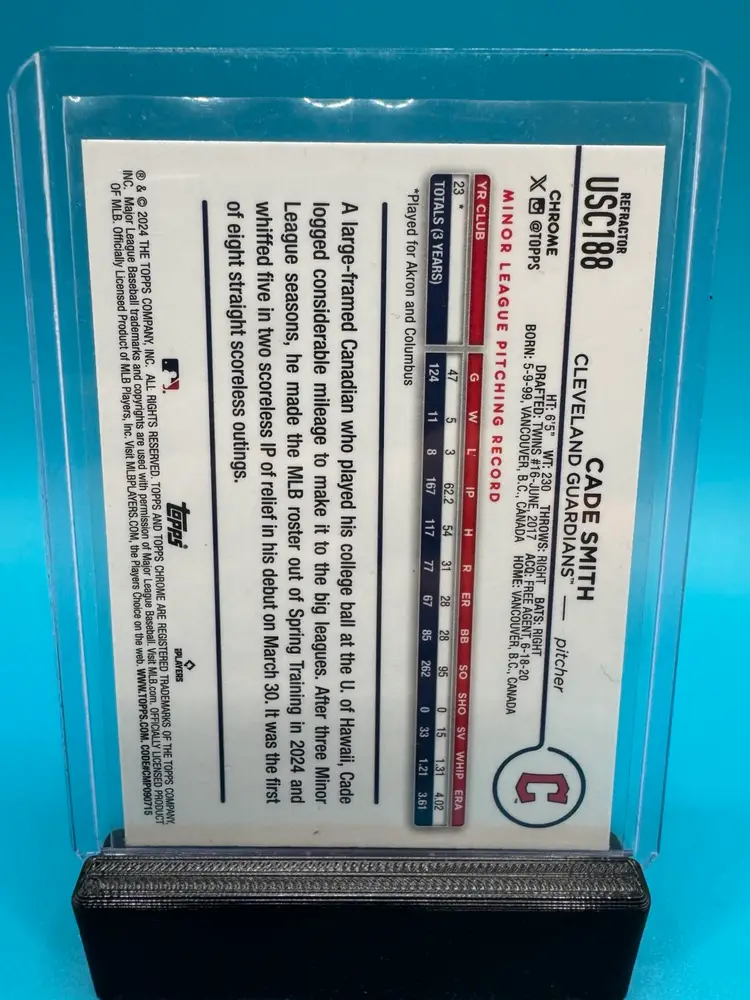 REFRACTOR
USC188
CADE SMITH
CLEVELAND GUARDIANS™ — pitcher
C
™
CHROME
@TOPPS
HT: 6'5" WT: 230 THROWS: RIGHT BATS: RIGHT
DRAFTED: TWINS #16-JUNE, 2017 ACQ: FREE AGENT, 6-18-20
BORN: 5-9-99, VANCOUVER, B.C., CANADA HOME: VANCOUVER, B.C., CANADA
MINOR LEAGUE PITCHING RECORD
YR CLUB G W L IP H R ER BB SO SHO SV WHIP ERA
23 * 47 5 3 62.2 54 31 28 28 95 0 15 1.31 4.02
TOTALS (3 YEARS) 124 11 8 167 117 77 67 85 262 0 33 1.21 3.61
*Played for Akron and Columbus
A large-framed Canadian who played his college ball at the U. of Hawaii, Cade
logged considerable mileage to make it to the big leagues. After three Minor
League seasons, he made the MLB roster out of Spring Training in 2024 and
whiffed five in two scoreless IP of relief in his debut on March 30. It was the first
of eight straight scoreless outings.
topps
PLAYERS
® & © 2024 THE TOPPS COMPANY, INC. ALL RIGHTS RESERVED. TOPPS AND TOPPS CHROME ARE REGISTERED TRADEMARKS OF THE TOPPS COMPANY,
INC. Major League Baseball trademarks and copyrights are used with permission of Major League Baseball. Visit MLB.com. OFFICIALLY LICENSED PRODUCT
OF MLB. Officially Licensed Product of MLB Players, Inc. Visit MLBPLAYERS.COM, the Players Choice on the web. WWW.TOPPS.COM. CODE#CMP090715